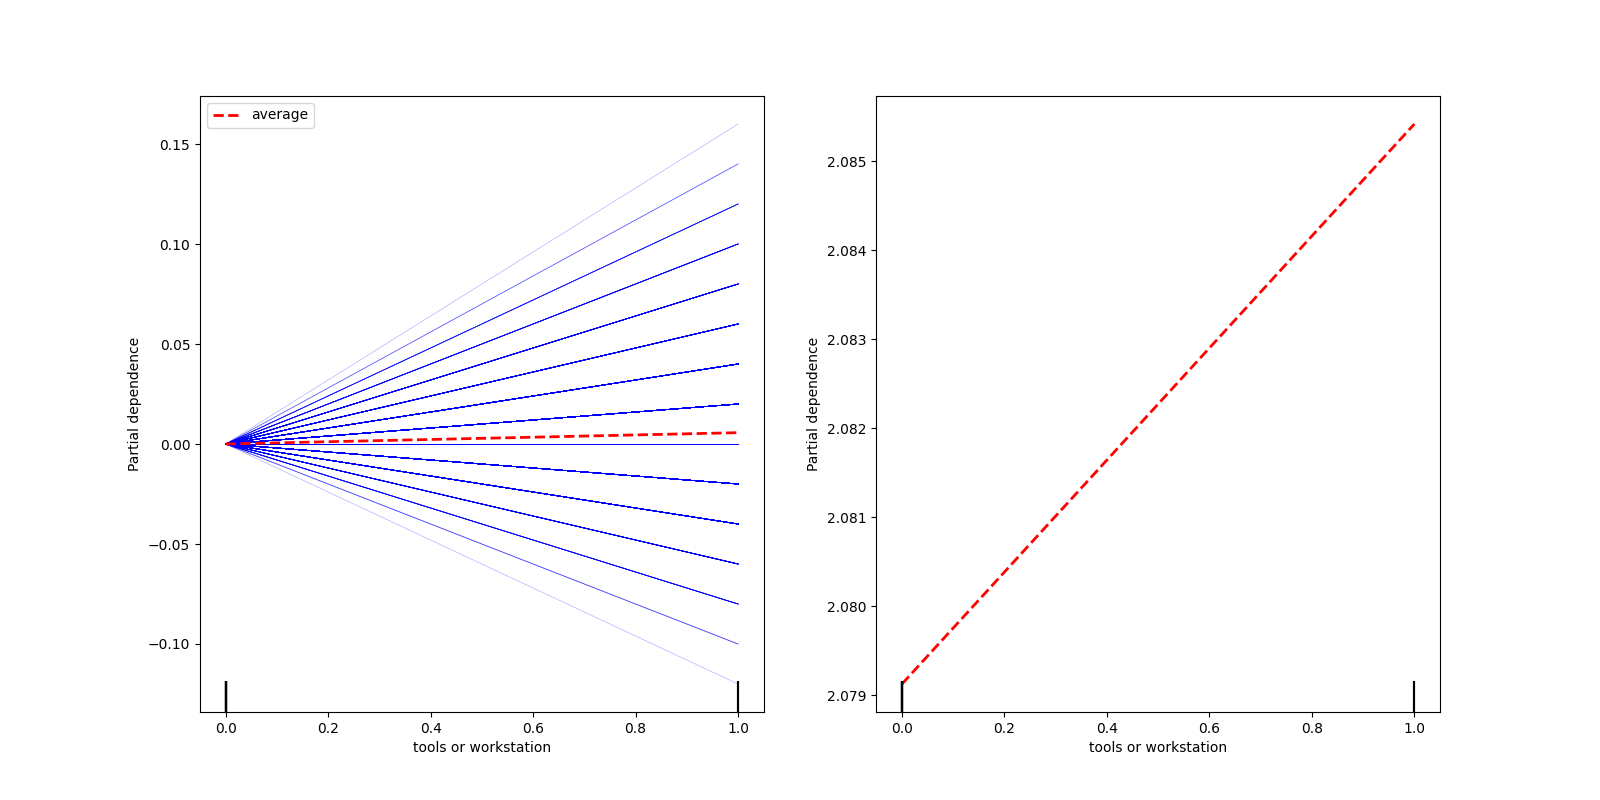 average
0.15
0.10
0.05
0.00
−0.05
−0.10
Partial dependence
0.0 0.2 0.4 0.6 0.8 1.0
tools or workstation
2.085
2.084
2.083
2.082
2.081
2.080
2.079
Partial dependence
0.0 0.2 0.4 0.6 0.8 1.0
tools or workstation